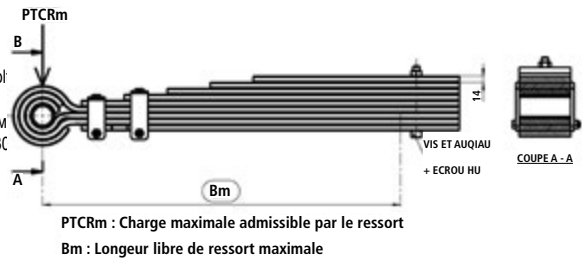 PTCRm
B
A
Bm
14
VIS ET AUQIAU
+ ECROU HU
COUPE A - A
PTCRm : Charge maximale admissible par le ressort
Bm : Longeur libre de ressort maximale